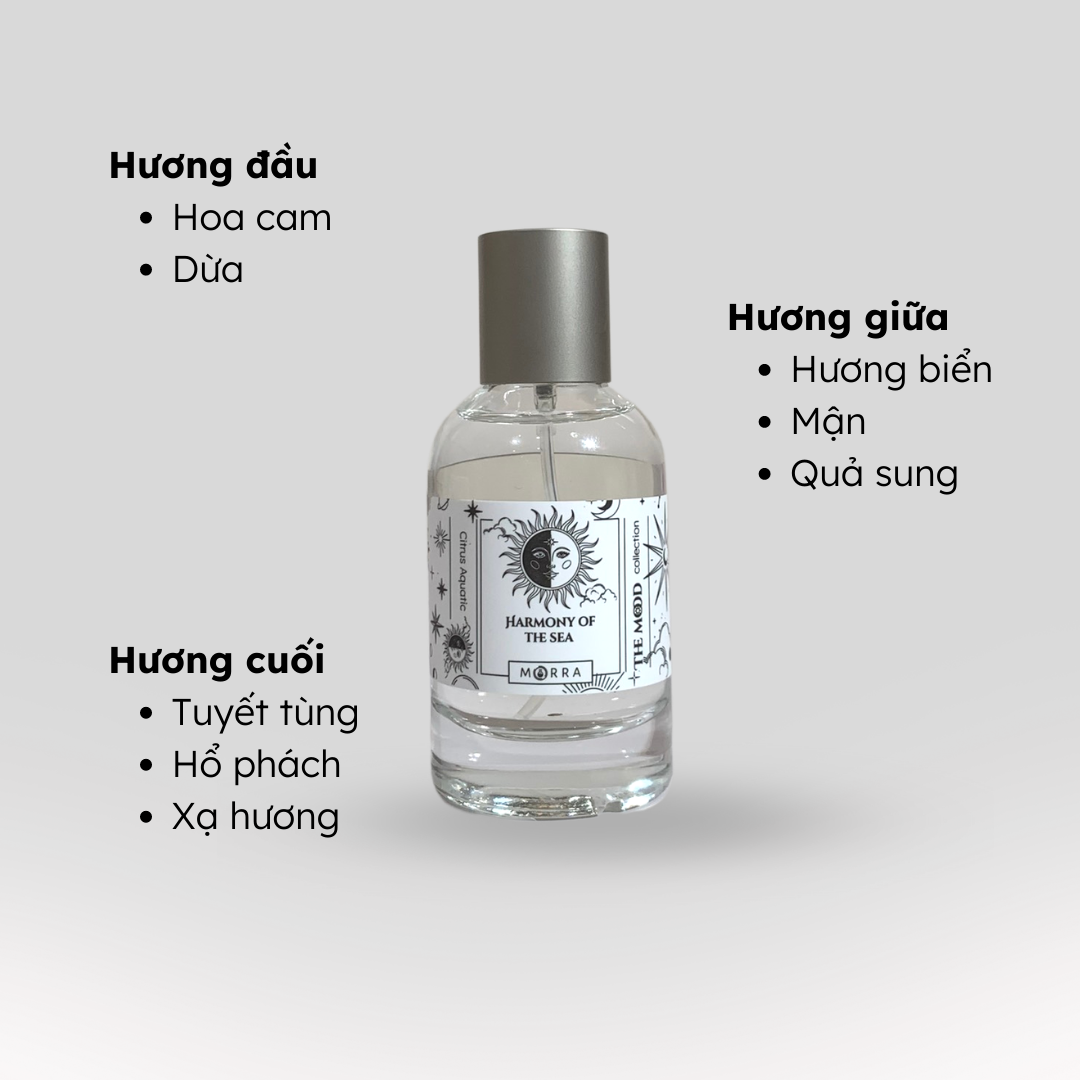 Hương đầu
• Hoa cam
• Dừa
Hương giữa
• Hương biển
• Mận
• Quả sung
Citrus Aquatic
HARMONY OF
THE SEA
MORRA
THE MOOD collection
Hương cuối
• Tuyết tùng
• Hổ phách
• Xạ hương